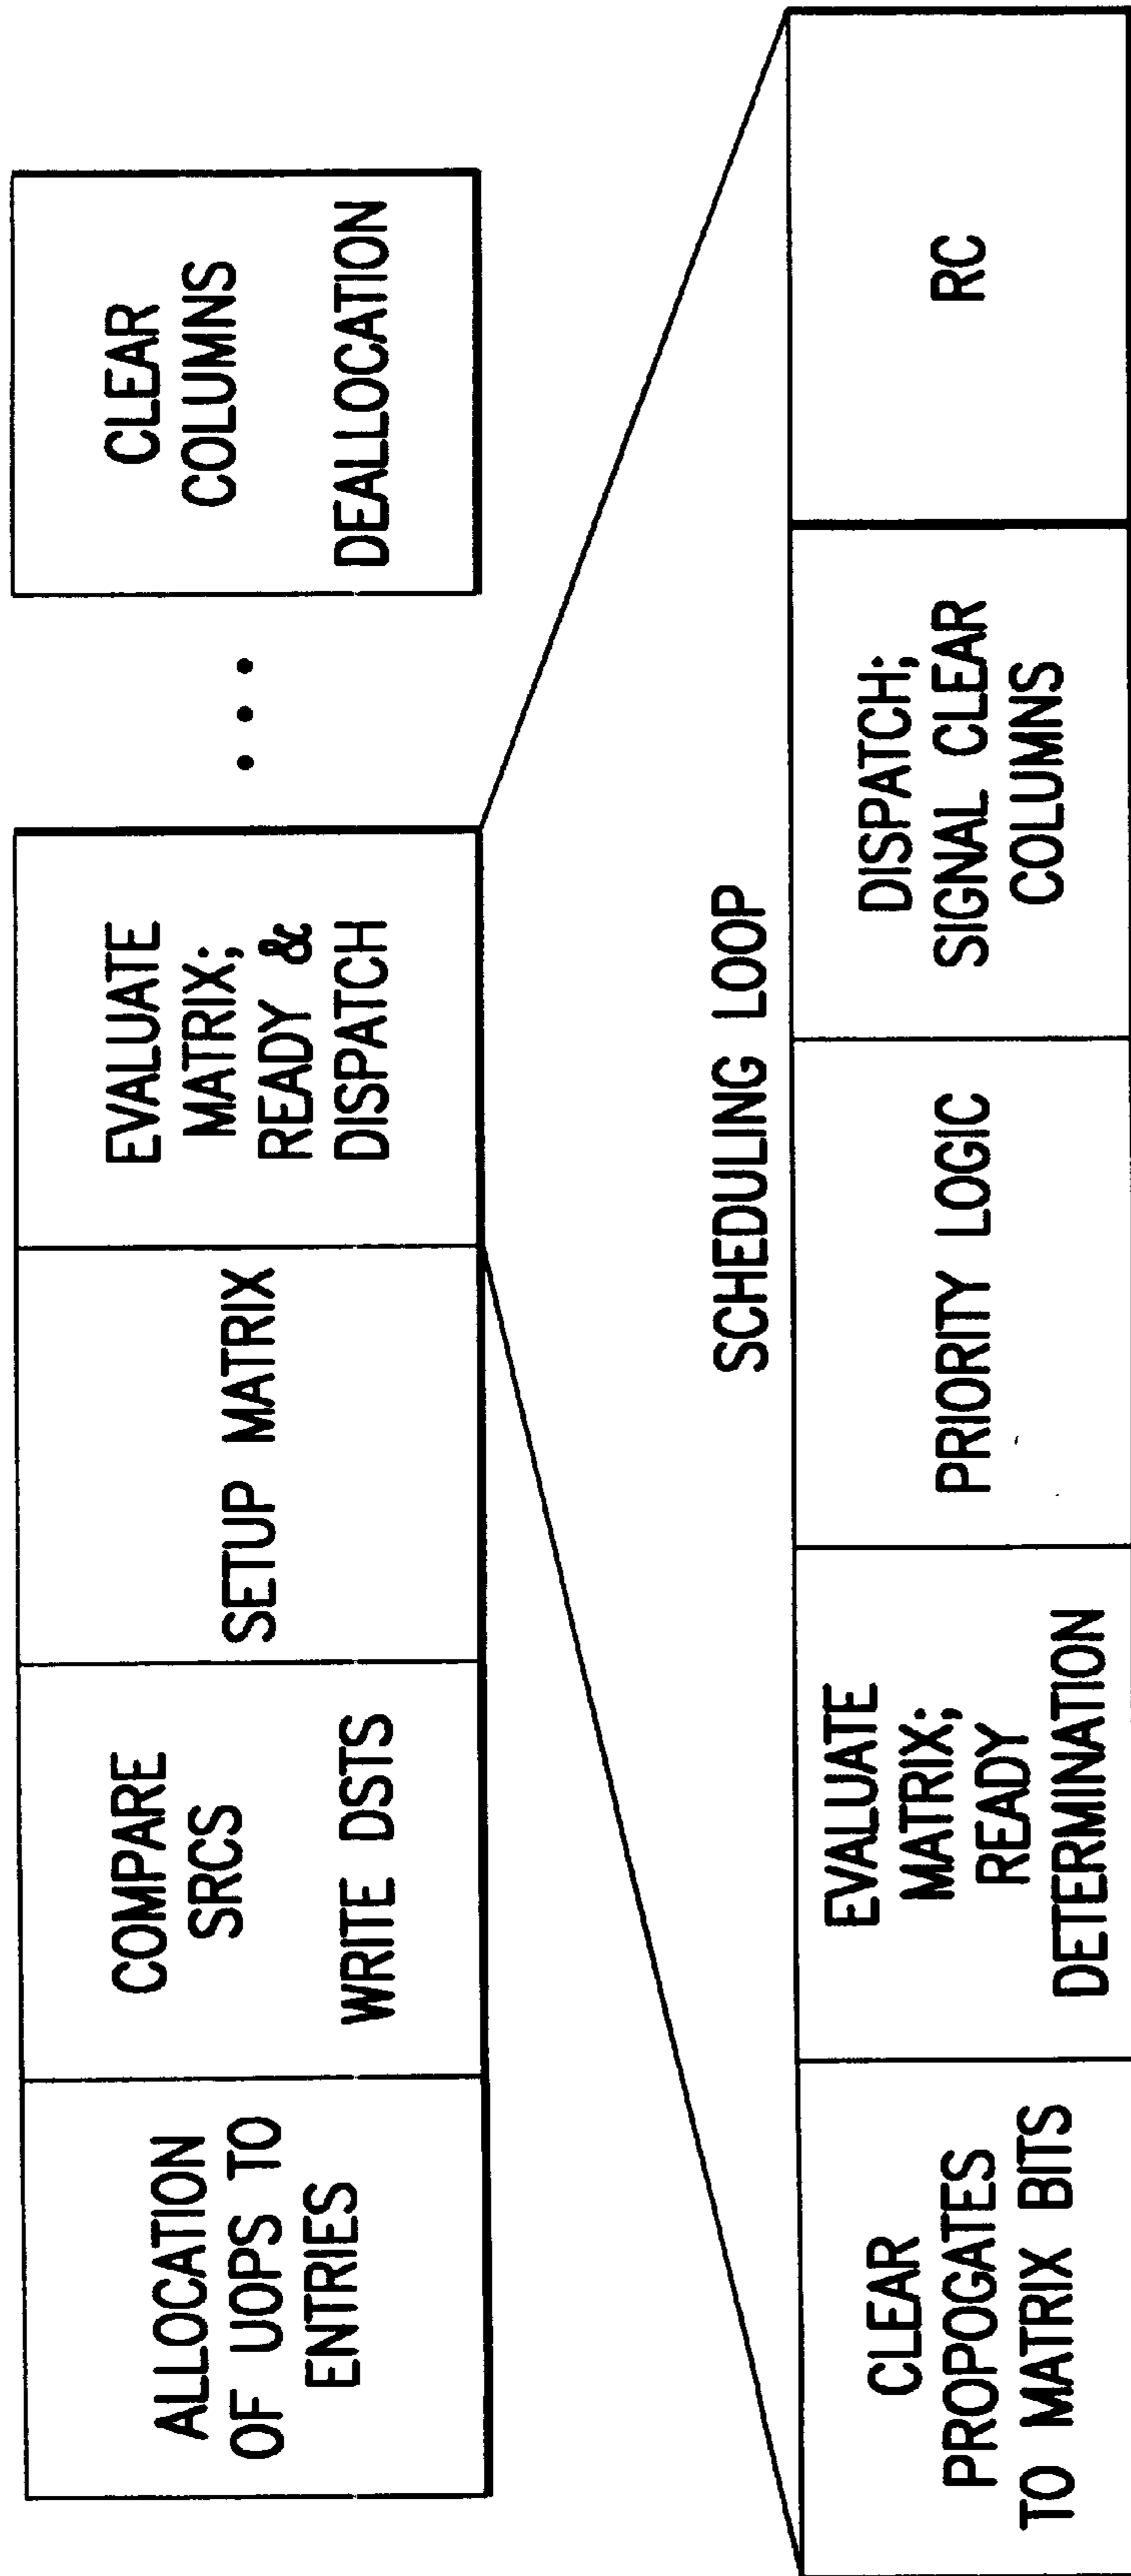 ALLOCATION
OF UOPS TO
ENTRIES
COMPARE
SRCS
WRITE DSTS
SETUP MATRIX
EVALUATE
MATRIX;
READY &
DISPATCH
• • •
CLEAR
COLUMNS
DEALLOCATION
SCHEDULING LOOP
CLEAR
PROPOGATES
TO MATRIX BITS
EVALUATE
MATRIX;
READY
DETERMINATION
PRIORITY LOGIC
DISPATCH;
SIGNAL CLEAR
COLUMNS
RC